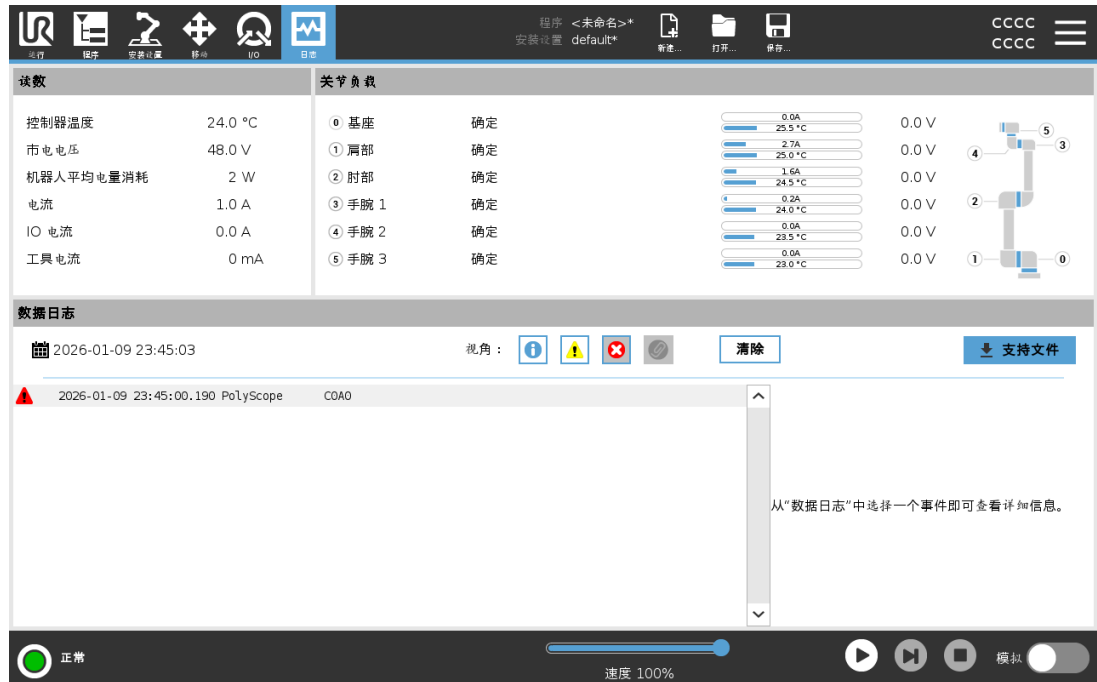 程序 <未命名>*
安装设置 default*
CCCC
CCCC
运行 程序 安装设置 移动 I/O 日志 新建... 打开... 保存...
读数 关节负载
控制器温度 24.0 °C 0 基座 确定 0.0A 25.5 °C 0.0 V
市电电压 48.0 V 1 肩部 确定 2.7A 25.0 °C 0.0 V
机器人平均电量消耗 2 W 2 肘部 确定 1.6A 24.5 °C 0.0 V
电流 1.0 A 3 手腕 1 确定 0.2A 24.0 °C 0.0 V
IO 电流 0.0 A 4 手腕 2 确定 0.0A 23.5 °C 0.0 V
工具电流 0 mA 5 手腕 3 确定 0.0A 23.0 °C 0.0 V
5
3
4
2
1 0
数据日志
2026-01-09 23:45:03 视角： 清除 支持文件
2026-01-09 23:45:00.190 PolyScope C0A0
从“数据日志”中选择一个事件即可查看详细信息。
正常 速度 100% 模拟